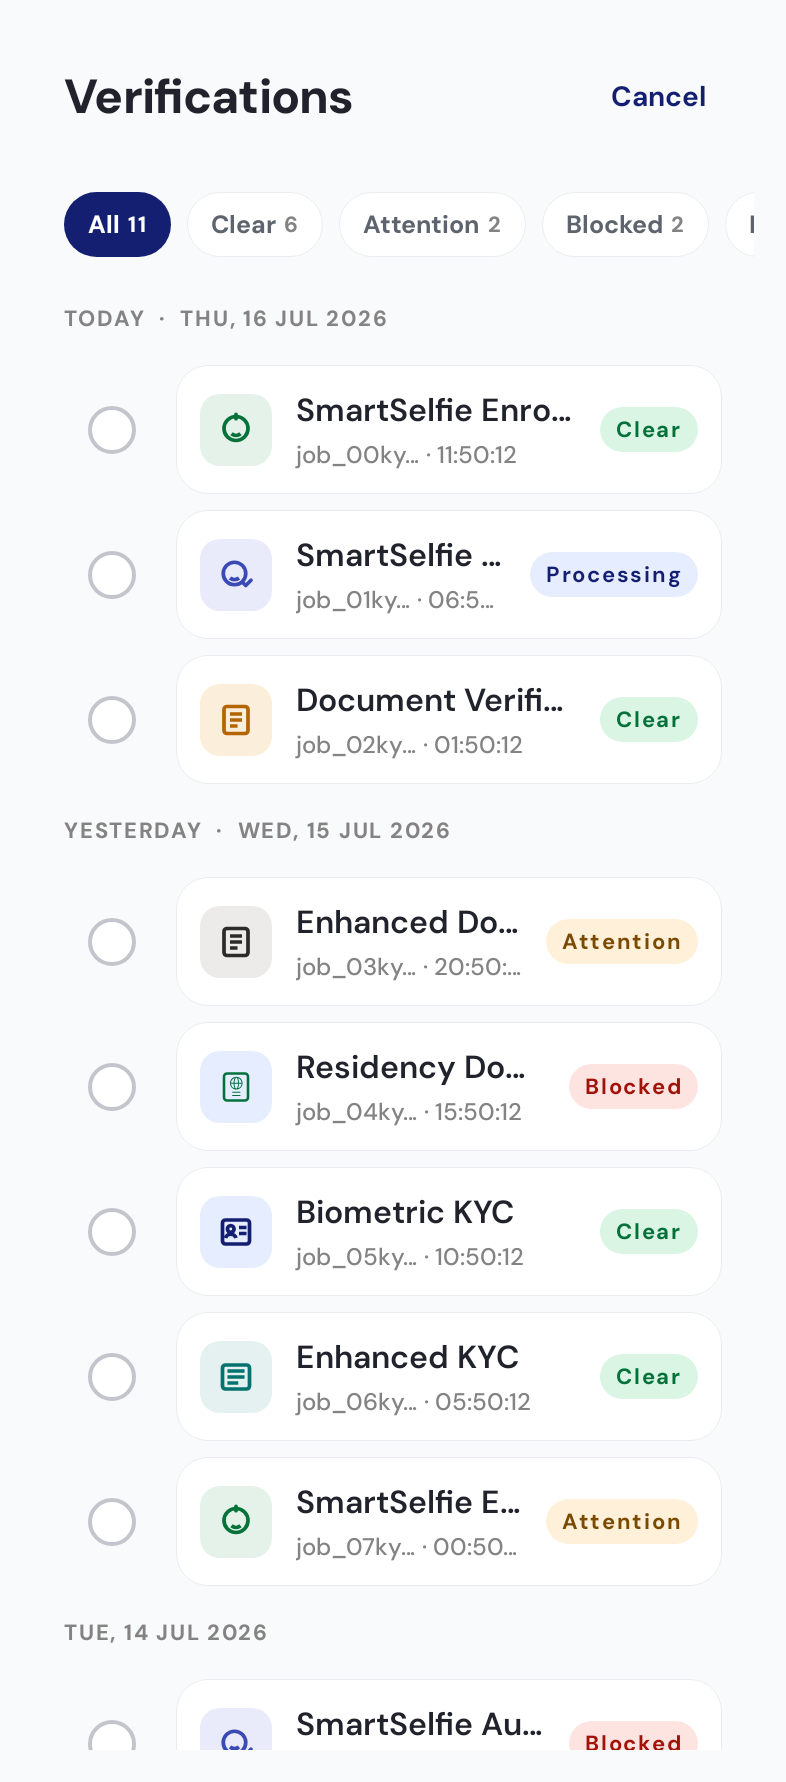 Verifications
Cancel
All 11
Clear 6
Attention 2
Blocked 2
TODAY · THU, 16 JUL 2026
SmartSelfie Enro...
job_00ky... · 11:50:12
Clear
SmartSelfie ...
job_01ky... · 06:5...
Processing
Document Verifi...
job_02ky... · 01:50:12
Clear
YESTERDAY · WED, 15 JUL 2026
Enhanced Do...
job_03ky... · 20:50:...
Attention
Residency Do...
job_04ky... · 15:50:12
Blocked
Biometric KYC
job_05ky... · 10:50:12
Clear
Enhanced KYC
job_06ky... · 05:50:12
Clear
SmartSelfie E...
job_07ky... · 00:50...
Attention
TUE, 14 JUL 2026
SmartSelfie Au...
Blocked